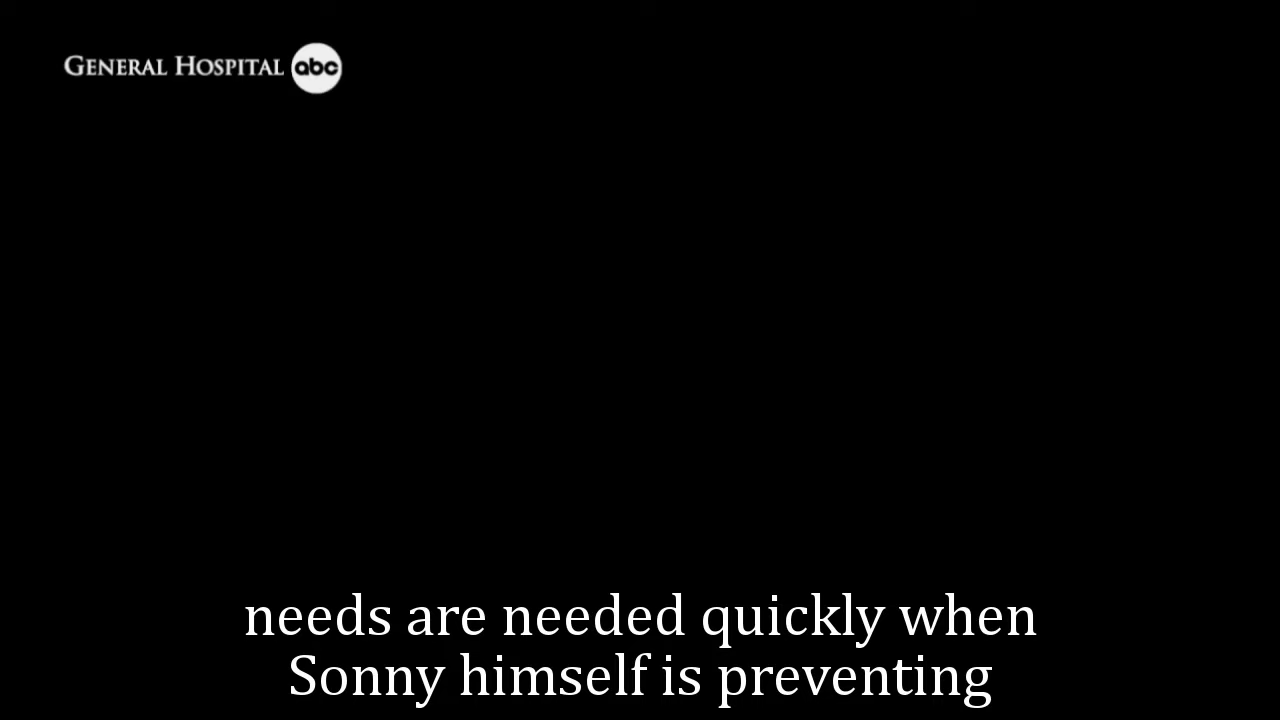 GENERAL HOSPITAL abc
needs are needed quickly when
Sonny himself is preventing